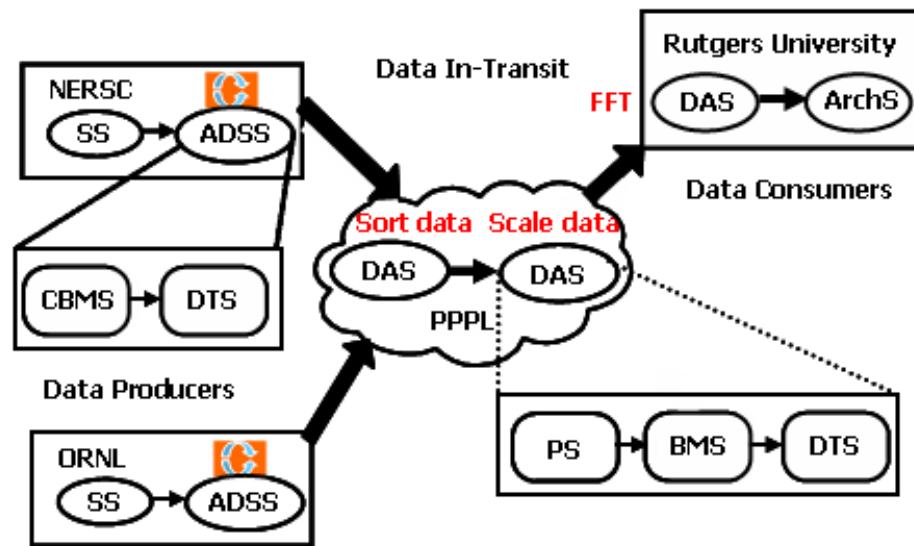 NERSC
SS
ADSS
CBMS
DTS
Data Producers
ORNL
SS
ADSS
Data In-Transit
Sort data
Scale data
DAS
DAS
PPPL
FFT
Rutgers University
DAS
ArchS
Data Consumers
PS
BMS
DTS